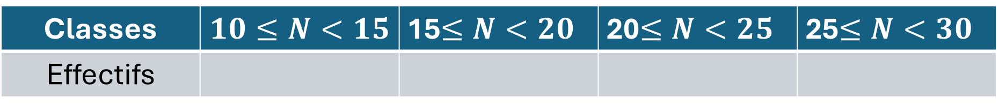 Classes 10 ≤ N < 15 15≤ N < 20 20≤ N < 25 25≤ N < 30
Effectifs